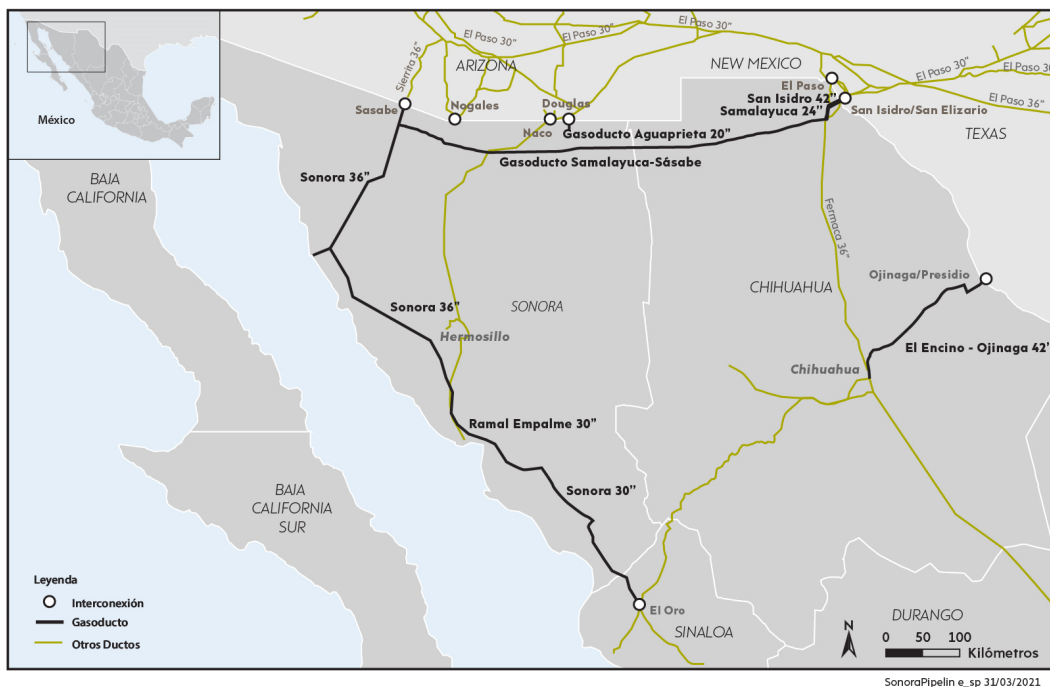 México
El Paso 30"
El Paso 30"
El Paso 30"
El Paso 30"
El Paso 36"
Sierrita 36"
ARIZONA
NEW MEXICO
TEXAS
Sasabe
Nogales
Naco
Douglas
El Paso
San Isidro 42"
Samalayuca 24"
San Isidro/San Elizario
Gasoducto Aguaprieta 20"
Gasoducto Samalayuca-Sásabe
BAJA
CALIFORNIA
Sonora 36"
Sonora 36"
SONORA
Hermosillo
Fermaca 36"
CHIHUAHUA
Ojinaga/Presidio
El Encino - Ojinaga 42"
Chihuahua
Ramal Empalme 30"
Sonora 30"
BAJA
CALIFORNIA
SUR
El Oro
SINALOA
DURANGO
Leyenda
Interconexión
Gasoducto
Otros Ductos
N
0 50 100
Kilómetros
SonoraPipelin e_sp 31/03/2021